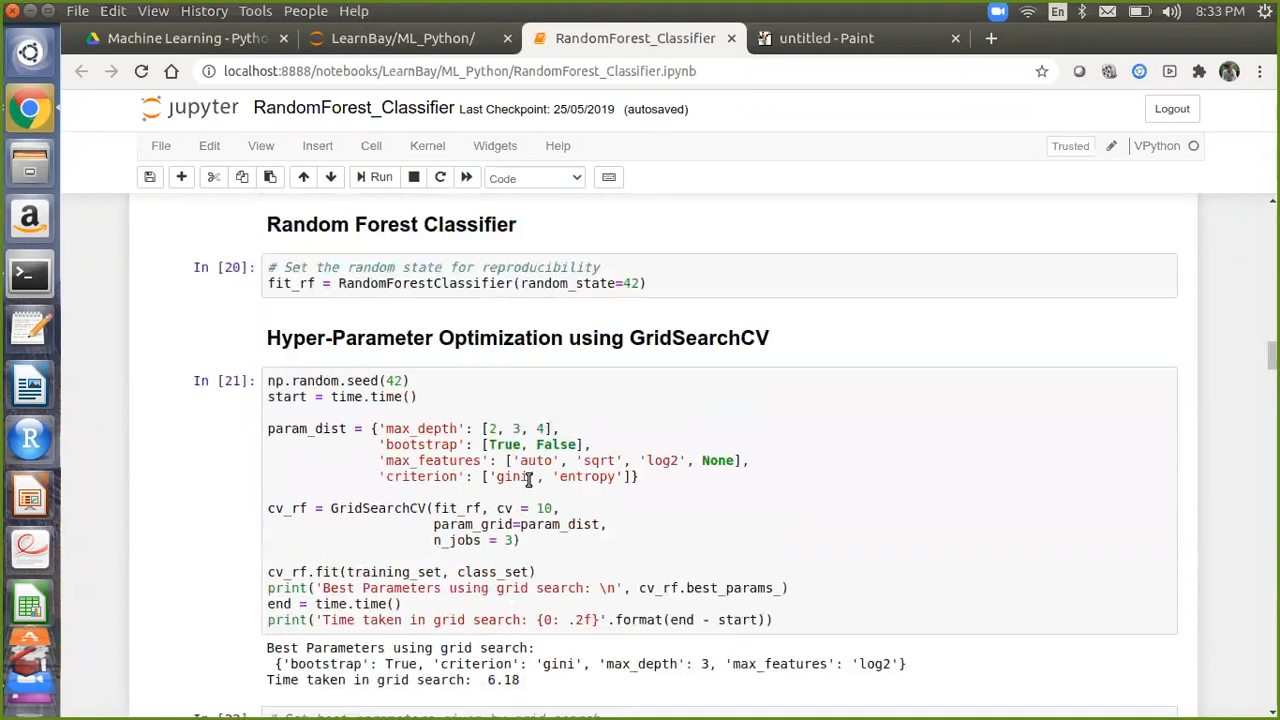 File Edit View History Tools People Help
En 8:33 PM
Machine Learning - Pytho
LearnBay/ML_Python/
RandomForest_Classifier
untitled - Paint
localhost:8888/notebooks/LearnBay/ML_Python/RandomForest_Classifier.ipynb
jupyter RandomForest_Classifier Last Checkpoint: 25/05/2019 (autosaved)
Logout
File Edit View Insert Cell Kernel Widgets Help
Trusted VPython
Run Code
Random Forest Classifier
In [20]: # Set the random state for reproducibility
fit_rf = RandomForestClassifier(random_state=42)
Hyper-Parameter Optimization using GridSearchCV
In [21]: np.random.seed(42)
start = time.time()
param_dist = {'max_depth': [2, 3, 4],
'bootstrap': [True, False],
'max_features': ['auto', 'sqrt', 'log2', None],
'criterion': ['gini', 'entropy']}
cv_rf = GridSearchCV(fit_rf, cv = 10,
param_grid=param_dist,
n_jobs = 3)
cv_rf.fit(training_set, class_set)
print('Best Parameters using grid search: \n', cv_rf.best_params_)
end = time.time()
print('Time taken in grid search: {0: .2f}'.format(end - start))
Best Parameters using grid search:
{'bootstrap': True, 'criterion': 'gini', 'max_depth': 3, 'max_features': 'log2'}
Time taken in grid search: 6.18